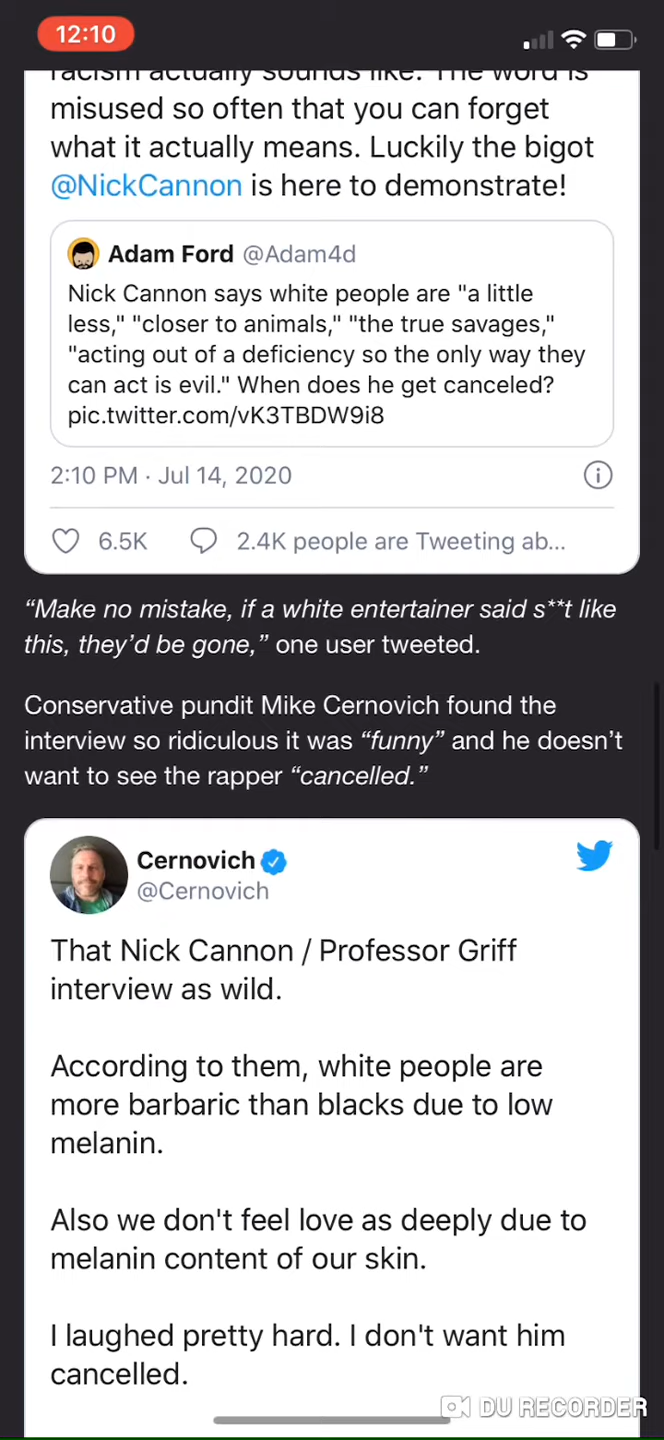 12:10
racism actually sounds like. The word is
misused so often that you can forget
what it actually means. Luckily the bigot
@NickCannon is here to demonstrate!
Adam Ford @Adam4d
Nick Cannon says white people are "a little
less," "closer to animals," "the true savages,"
"acting out of a deficiency so the only way they
can act is evil." When does he get canceled?
pic.twitter.com/vK3TBDW9i8
2:10 PM · Jul 14, 2020
6.5K 2.4K people are Tweeting ab...
“Make no mistake, if a white entertainer said s**t like
this, they’d be gone,” one user tweeted.
Conservative pundit Mike Cernovich found the
interview so ridiculous it was “funny” and he doesn’t
want to see the rapper “cancelled.”
Cernovich
@Cernovich
That Nick Cannon / Professor Griff
interview as wild.
According to them, white people are
more barbaric than blacks due to low
melanin.
Also we don't feel love as deeply due to
melanin content of our skin.
I laughed pretty hard. I don't want him
cancelled.
DU RECORDER